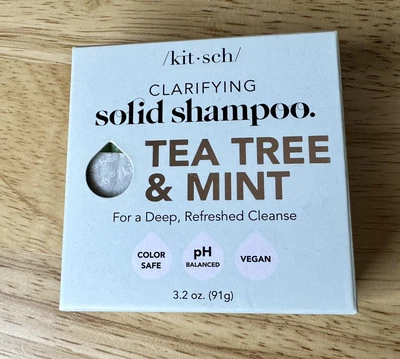 /kit·sch/
CLARIFYING
solid shampoo.
TEA TREE
& MINT
For a Deep, Refreshed Cleanse
COLOR SAFE
pH BALANCED
VEGAN
3.2 oz. (91g)